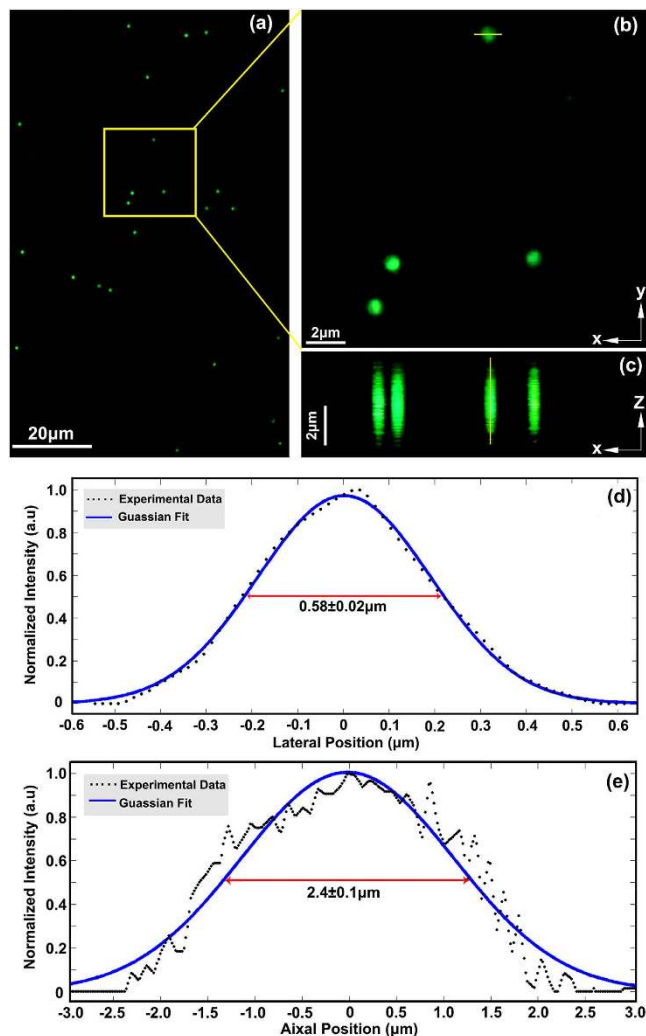 (a)
20µm
(b)
2µm
y
x
(c)
2µm
Z
x
(d)
Experimental Data
Guassian Fit
Normalized Intensity (a.u)
1.0
0.8
0.6
0.4
0.2
0
0.58±0.02µm
-0.6 -0.5 -0.4 -0.3 -0.2 -0.1 0 0.1 0.2 0.3 0.4 0.5 0.6
Lateral Position (µm)
(e)
Experimental Data
Guassian Fit
Normalized Intensity (a.u)
1.0
0.8
0.6
0.4
0.2
0
2.4±0.1µm
-3.0 -2.5 -2.0 -1.5 -1.0 -0.5 0 0.5 1.0 1.5 2.0 2.5 3.0
Aixal Position (µm)